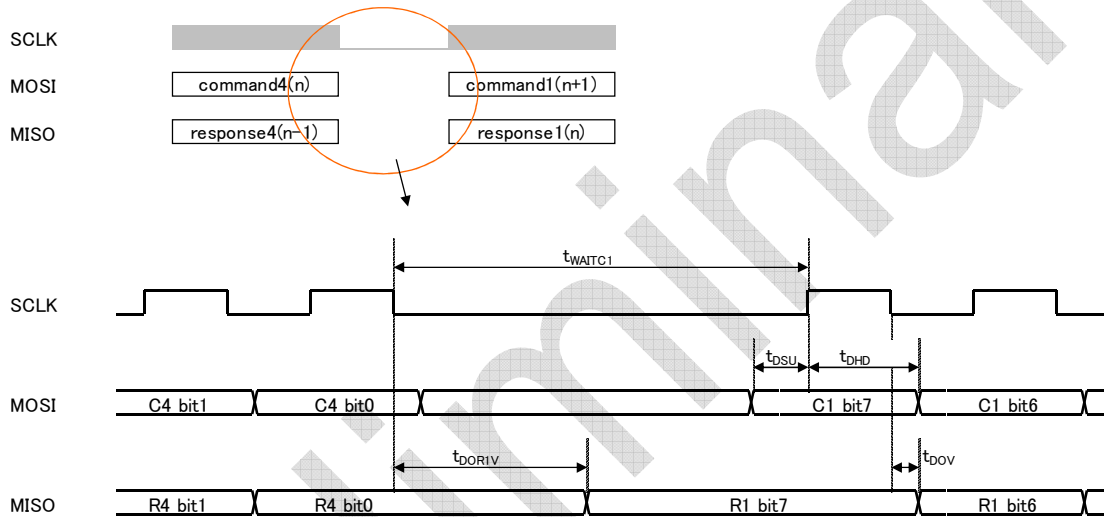 SCLK
MOSI command4(n) command1(n+1)
MISO response4(n-1) response1(n)
tWAITC1
SCLK
tDSU tDHD
MOSI C4 bit1 C4 bit0 C1 bit7 C1 bit6
tDOR1V tDOV
MISO R4 bit1 R4 bit0 R1 bit7 R1 bit6